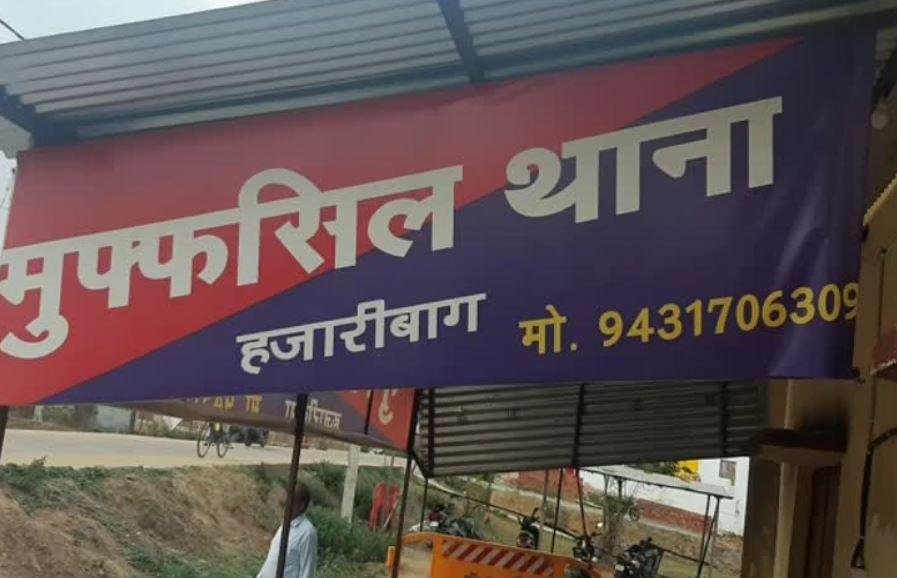 मुफ्फसिल थाना
हजारीबाग
मो. 9431706309